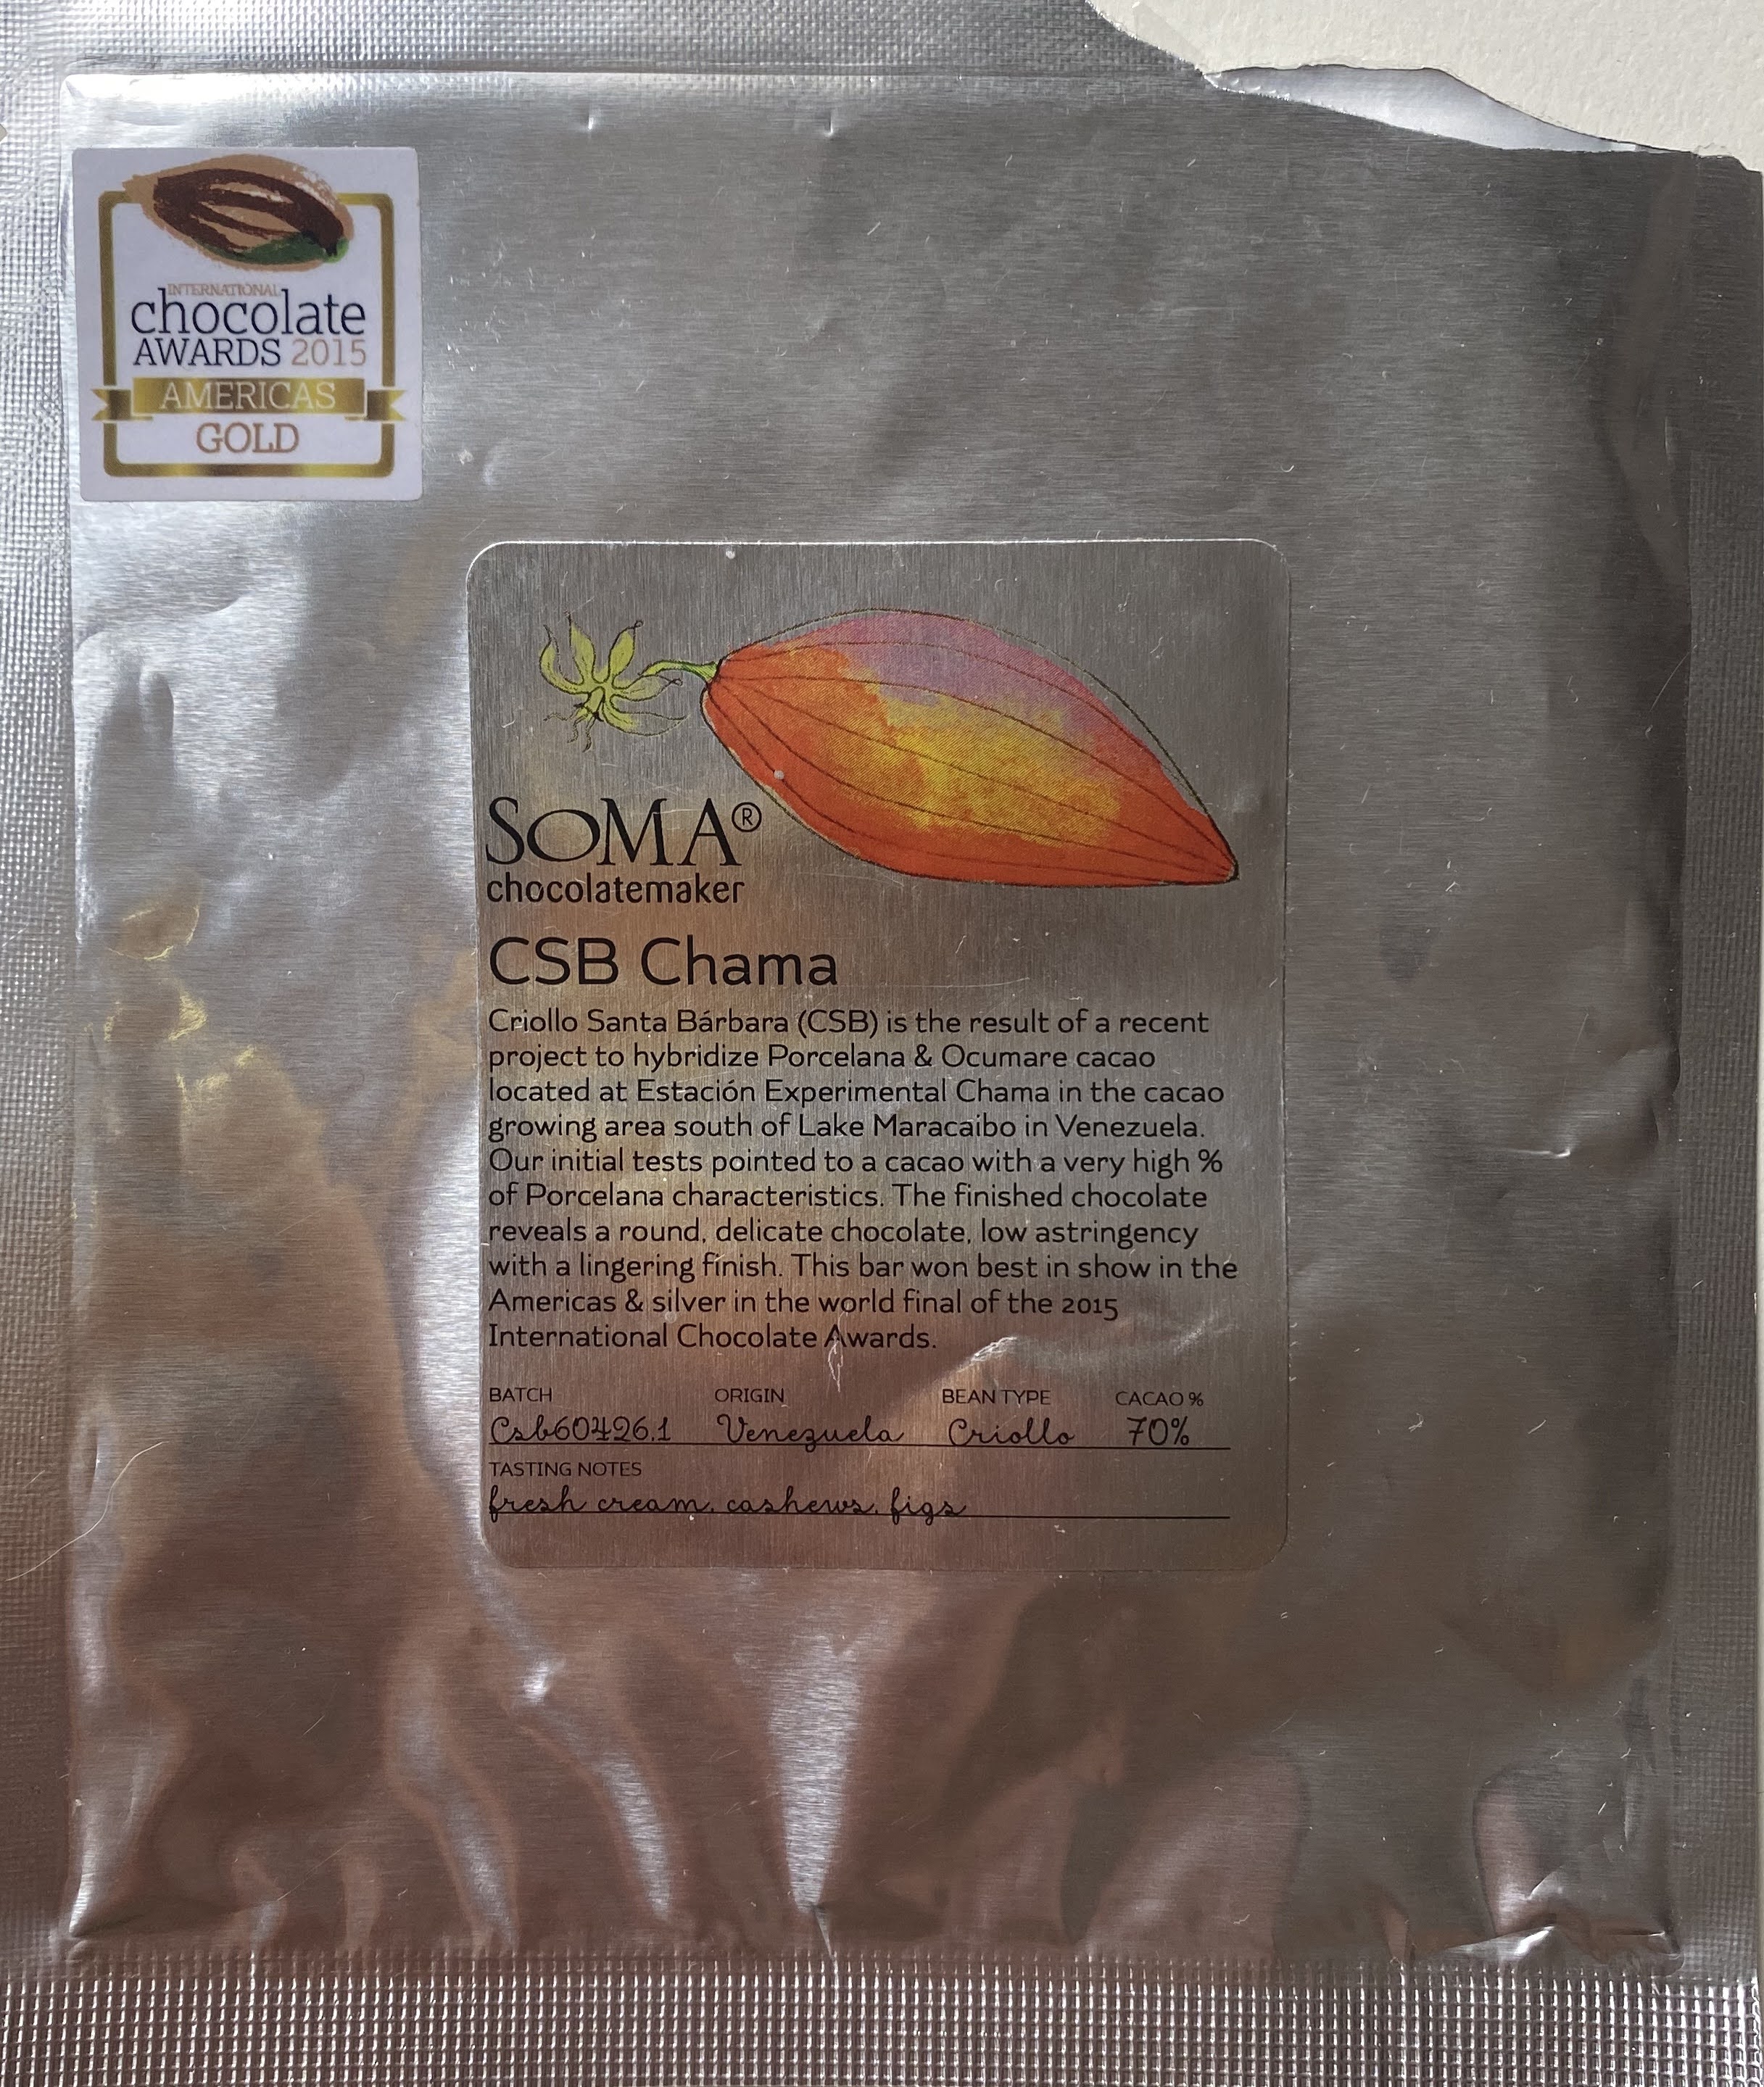 INTERNATIONAL
chocolate
AWARDS 2015
AMERICAS
GOLD
SOMA®
chocolatemaker
CSB Chama
Criollo Santa Bárbara (CSB) is the result of a recent
project to hybridize Porcelana & Ocumare cacao
located at Estación Experimental Chama in the cacao
growing area south of Lake Maracaibo in Venezuela.
Our initial tests pointed to a cacao with a very high %
of Porcelana characteristics. The finished chocolate
reveals a round, delicate chocolate, low astringency
with a lingering finish. This bar won best in show in the
Americas & silver in the world final of the 2015
International Chocolate Awards.
BATCH ORIGIN BEAN TYPE CACAO %
Csb60426.1 Venezuela Criollo 70%
TASTING NOTES
fresh cream, cashews, figs